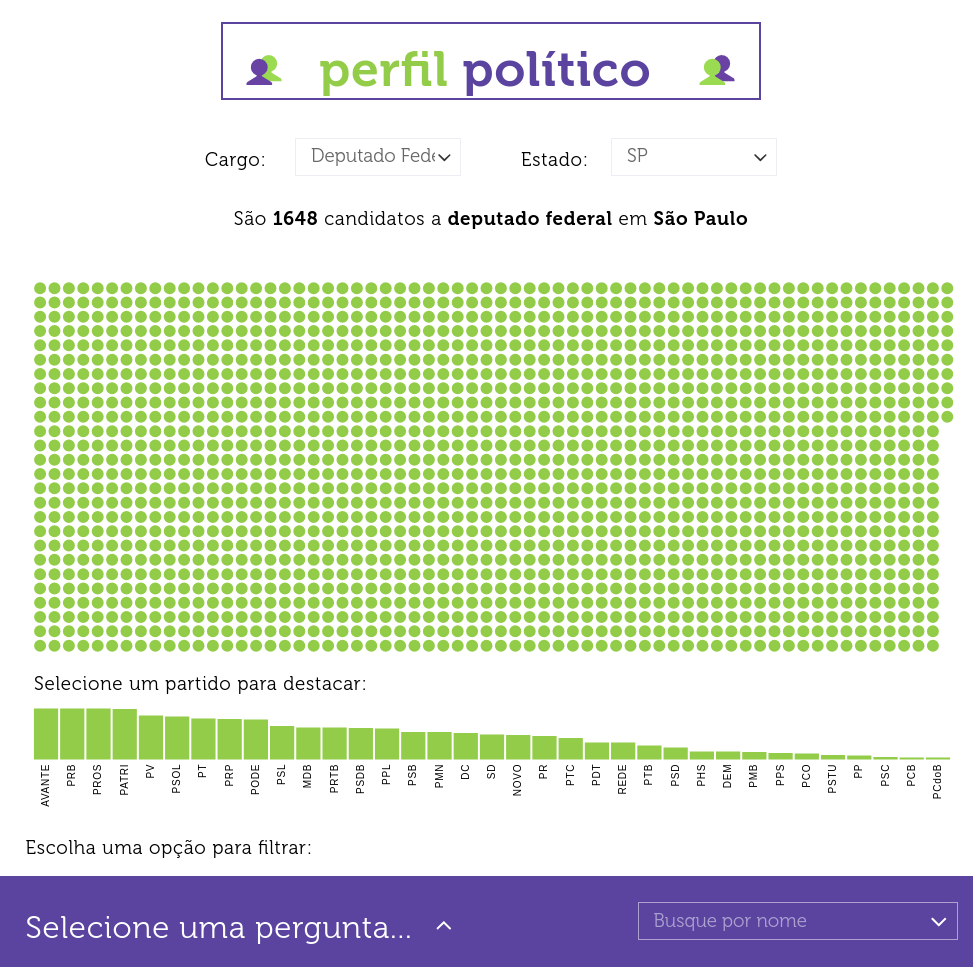 perfil político
Cargo: Deputado Fede Estado: SP
São 1648 candidatos a deputado federal em São Paulo
Selecione um partido para destacar:
AVANTE PRB PROS PATRI PV PSOL PT PRP PODE PSL MDB PRTB PSDB PPL PSB PMN DC SD NOVO PR PTC PDT REDE PTB PSD PHS DEM PMB PPS PCO PSTU PP PSC PCB PCdoB
Escolha uma opção para filtrar:
Selecione uma pergunta... Busque por nome